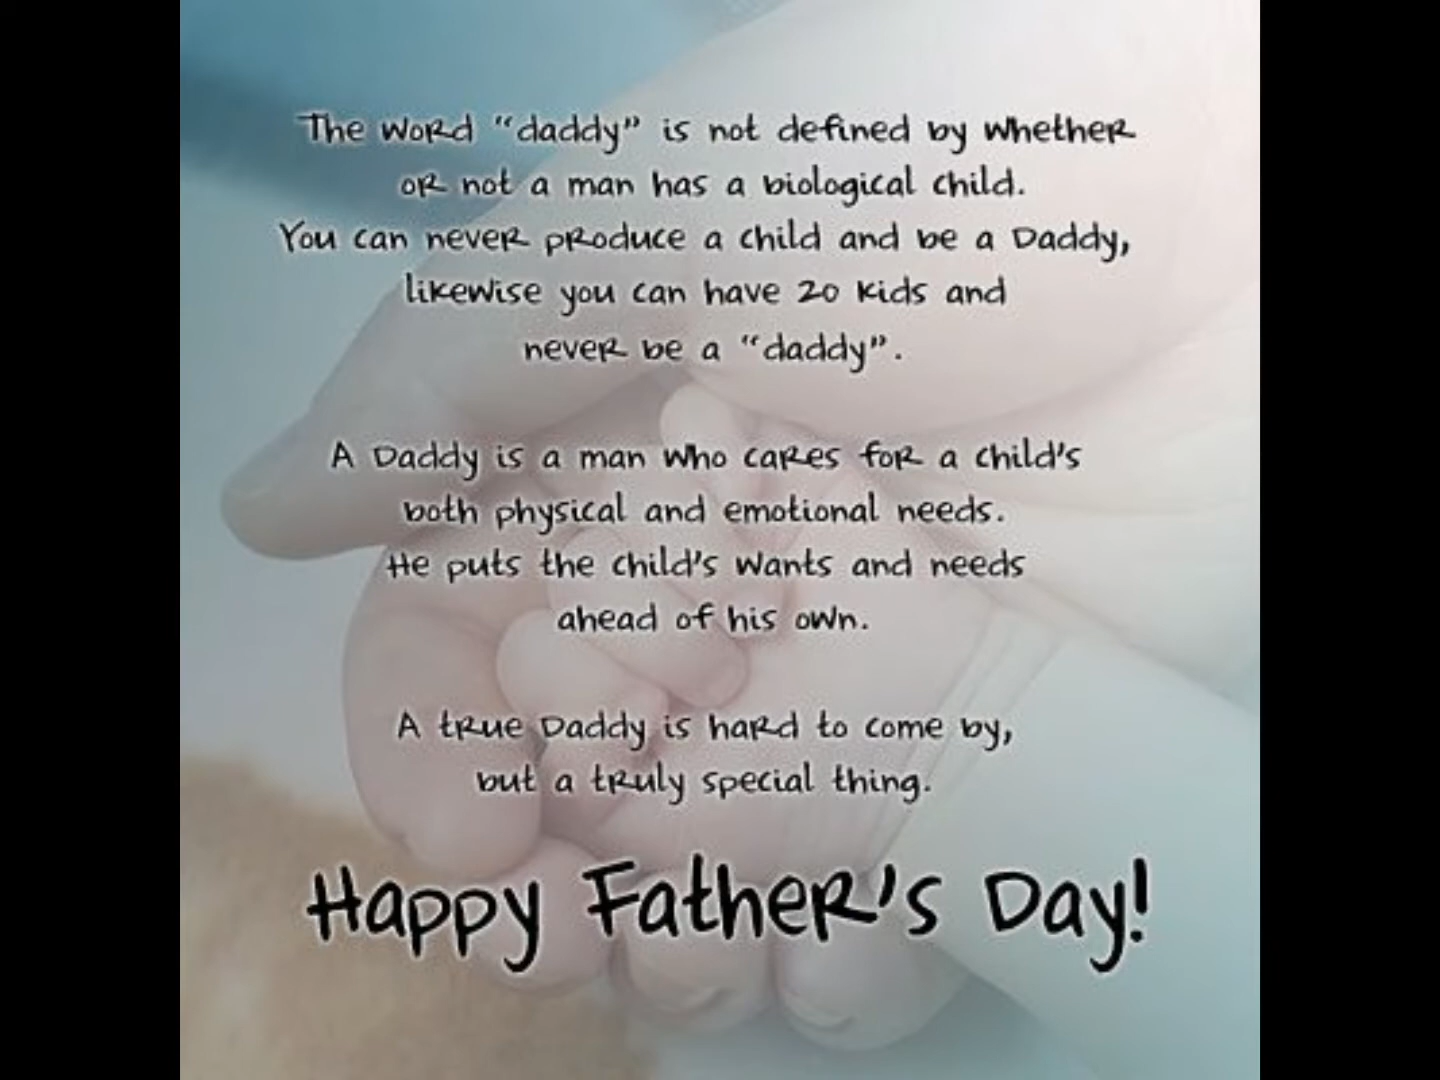 The word "daddy" is not defined by whether
or not a man has a biological child.
You can never produce a child and be a Daddy,
likewise you can have 20 kids and
never be a "daddy".
A Daddy is a man who cares for a child's
both physical and emotional needs.
He puts the child's wants and needs
ahead of his own.
A true Daddy is hard to come by,
but a truly special thing.
Happy Father's Day!